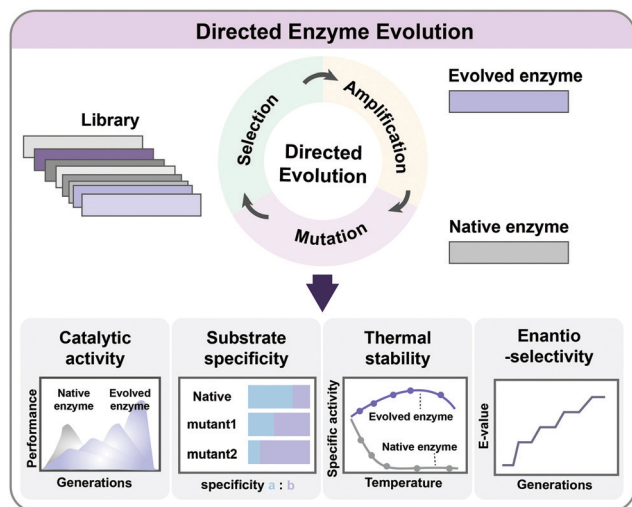 Directed Enzyme Evolution
Library
Selection
Amplification
Mutation
Directed
Evolution
Evolved enzyme
Native enzyme
Catalytic
activity
Performance
Native
enzyme
Evolved
enzyme
Generations
Substrate
specificity
Native
mutant1
mutant2
specificity a : b
Thermal
stability
Specific activity
Evolved enzyme
Native enzyme
Temperature
Enantio
-selectivity
E-value
Generations